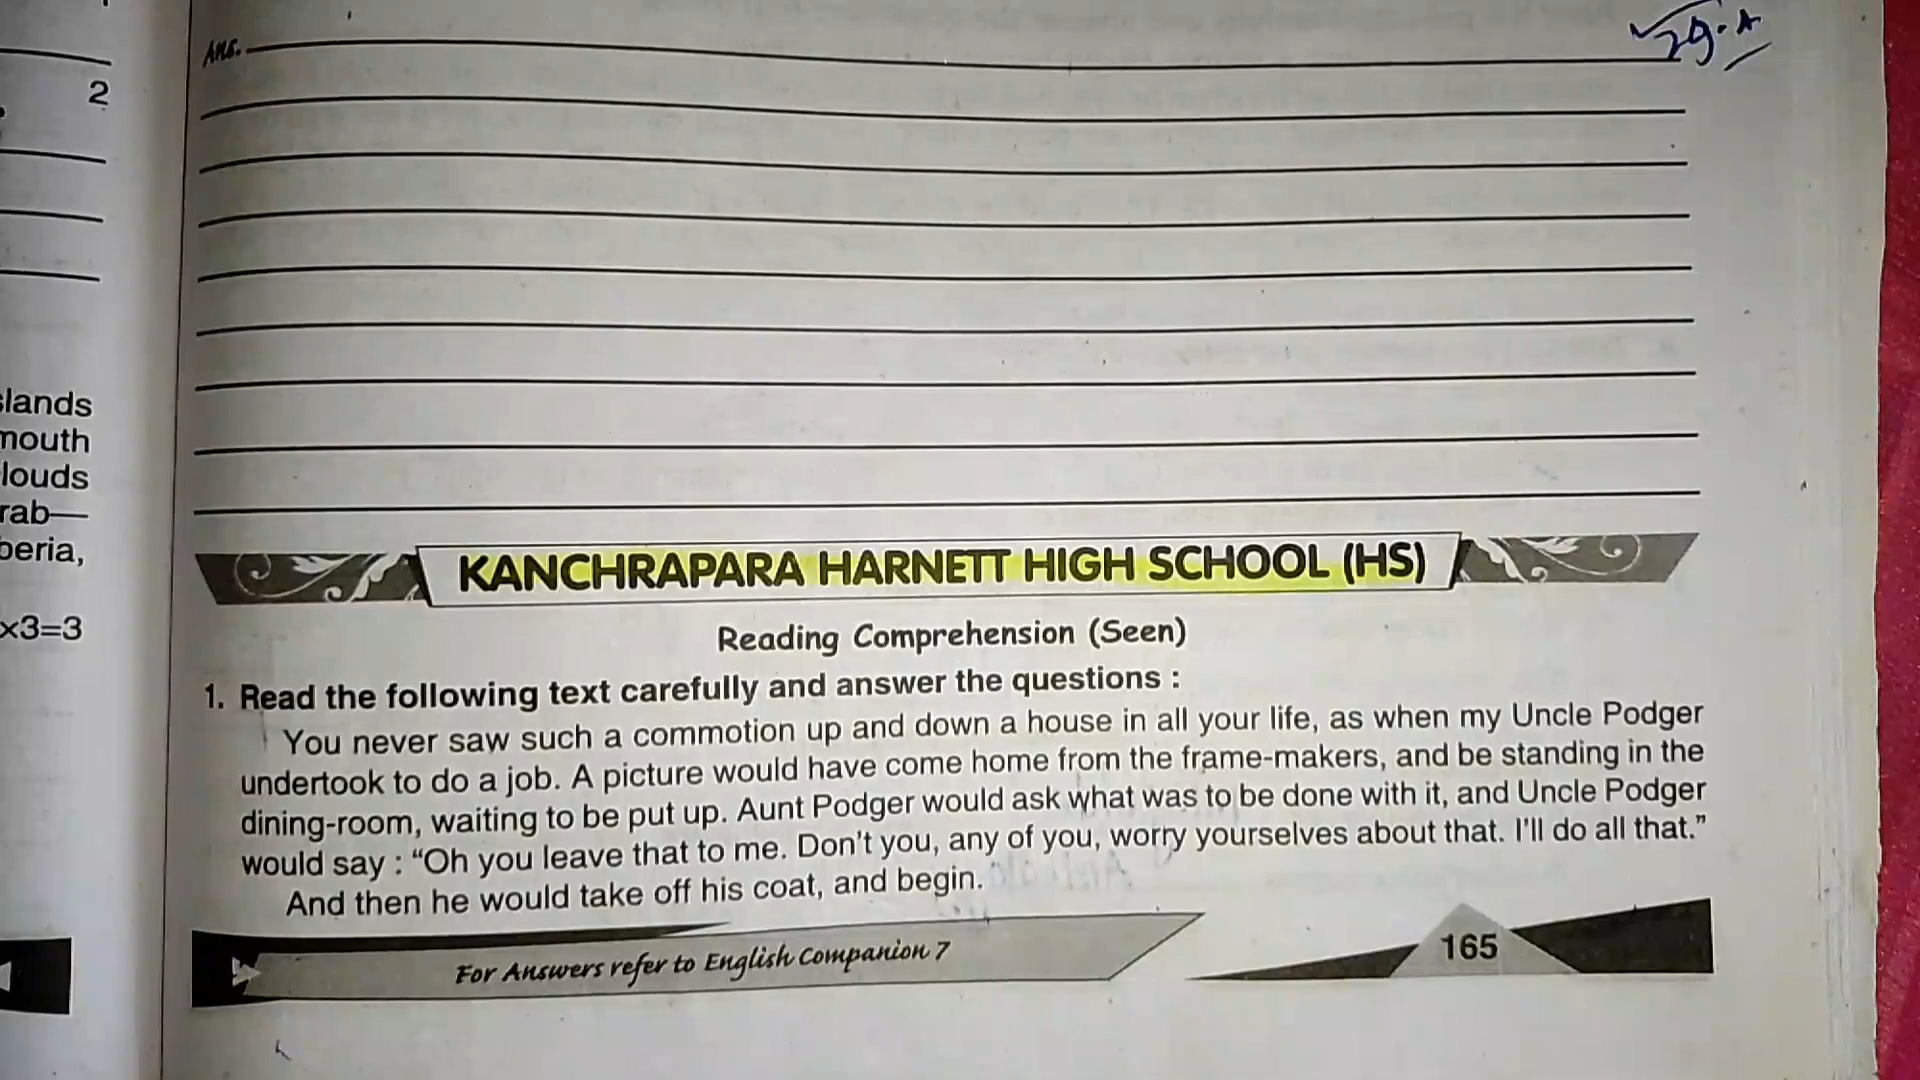 2
slands
mouth
louds
rab—
beria,
x3=3
Ans.
KANCHRAPARA HARNETT HIGH SCHOOL (HS)
Reading Comprehension (Seen)
1. Read the following text carefully and answer the questions :
You never saw such a commotion up and down a house in all your life, as when my Uncle Podger
undertook to do a job. A picture would have come home from the frame-makers, and be standing in the
dining-room, waiting to be put up. Aunt Podger would ask what was to be done with it, and Uncle Podger
would say : “Oh you leave that to me. Don’t you, any of you, worry yourselves about that. I’ll do all that.”
And then he would take off his coat, and begin.
For Answers refer to English Companion 7
165